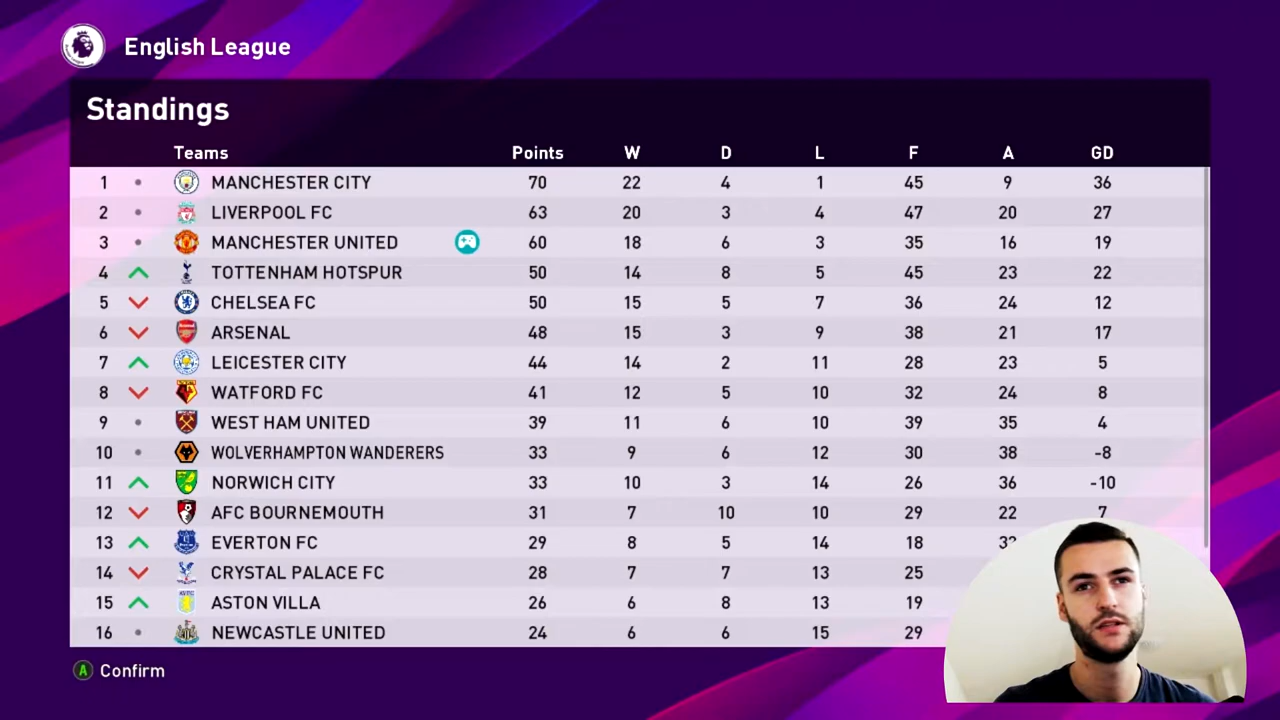 English League
Standings
Teams Points W D L F A GD
1 MANCHESTER CITY 70 22 4 1 45 9 36
2 LIVERPOOL FC 63 20 3 4 47 20 27
3 MANCHESTER UNITED 60 18 6 3 35 16 19
4 TOTTENHAM HOTSPUR 50 14 8 5 45 23 22
5 CHELSEA FC 50 15 5 7 36 24 12
6 ARSENAL 48 15 3 9 38 21 17
7 LEICESTER CITY 44 14 2 11 28 23 5
8 WATFORD FC 41 12 5 10 32 24 8
9 WEST HAM UNITED 39 11 6 10 39 35 4
10 WOLVERHAMPTON WANDERERS 33 9 6 12 30 38 -8
11 NORWICH CITY 33 10 3 14 26 36 -10
12 AFC BOURNEMOUTH 31 7 10 10 29 22 7
13 EVERTON FC 29 8 5 14 18
14 CRYSTAL PALACE FC 28 7 7 13 25
15 ASTON VILLA 26 6 8 13 19
16 NEWCASTLE UNITED 24 6 6 15 29
A Confirm